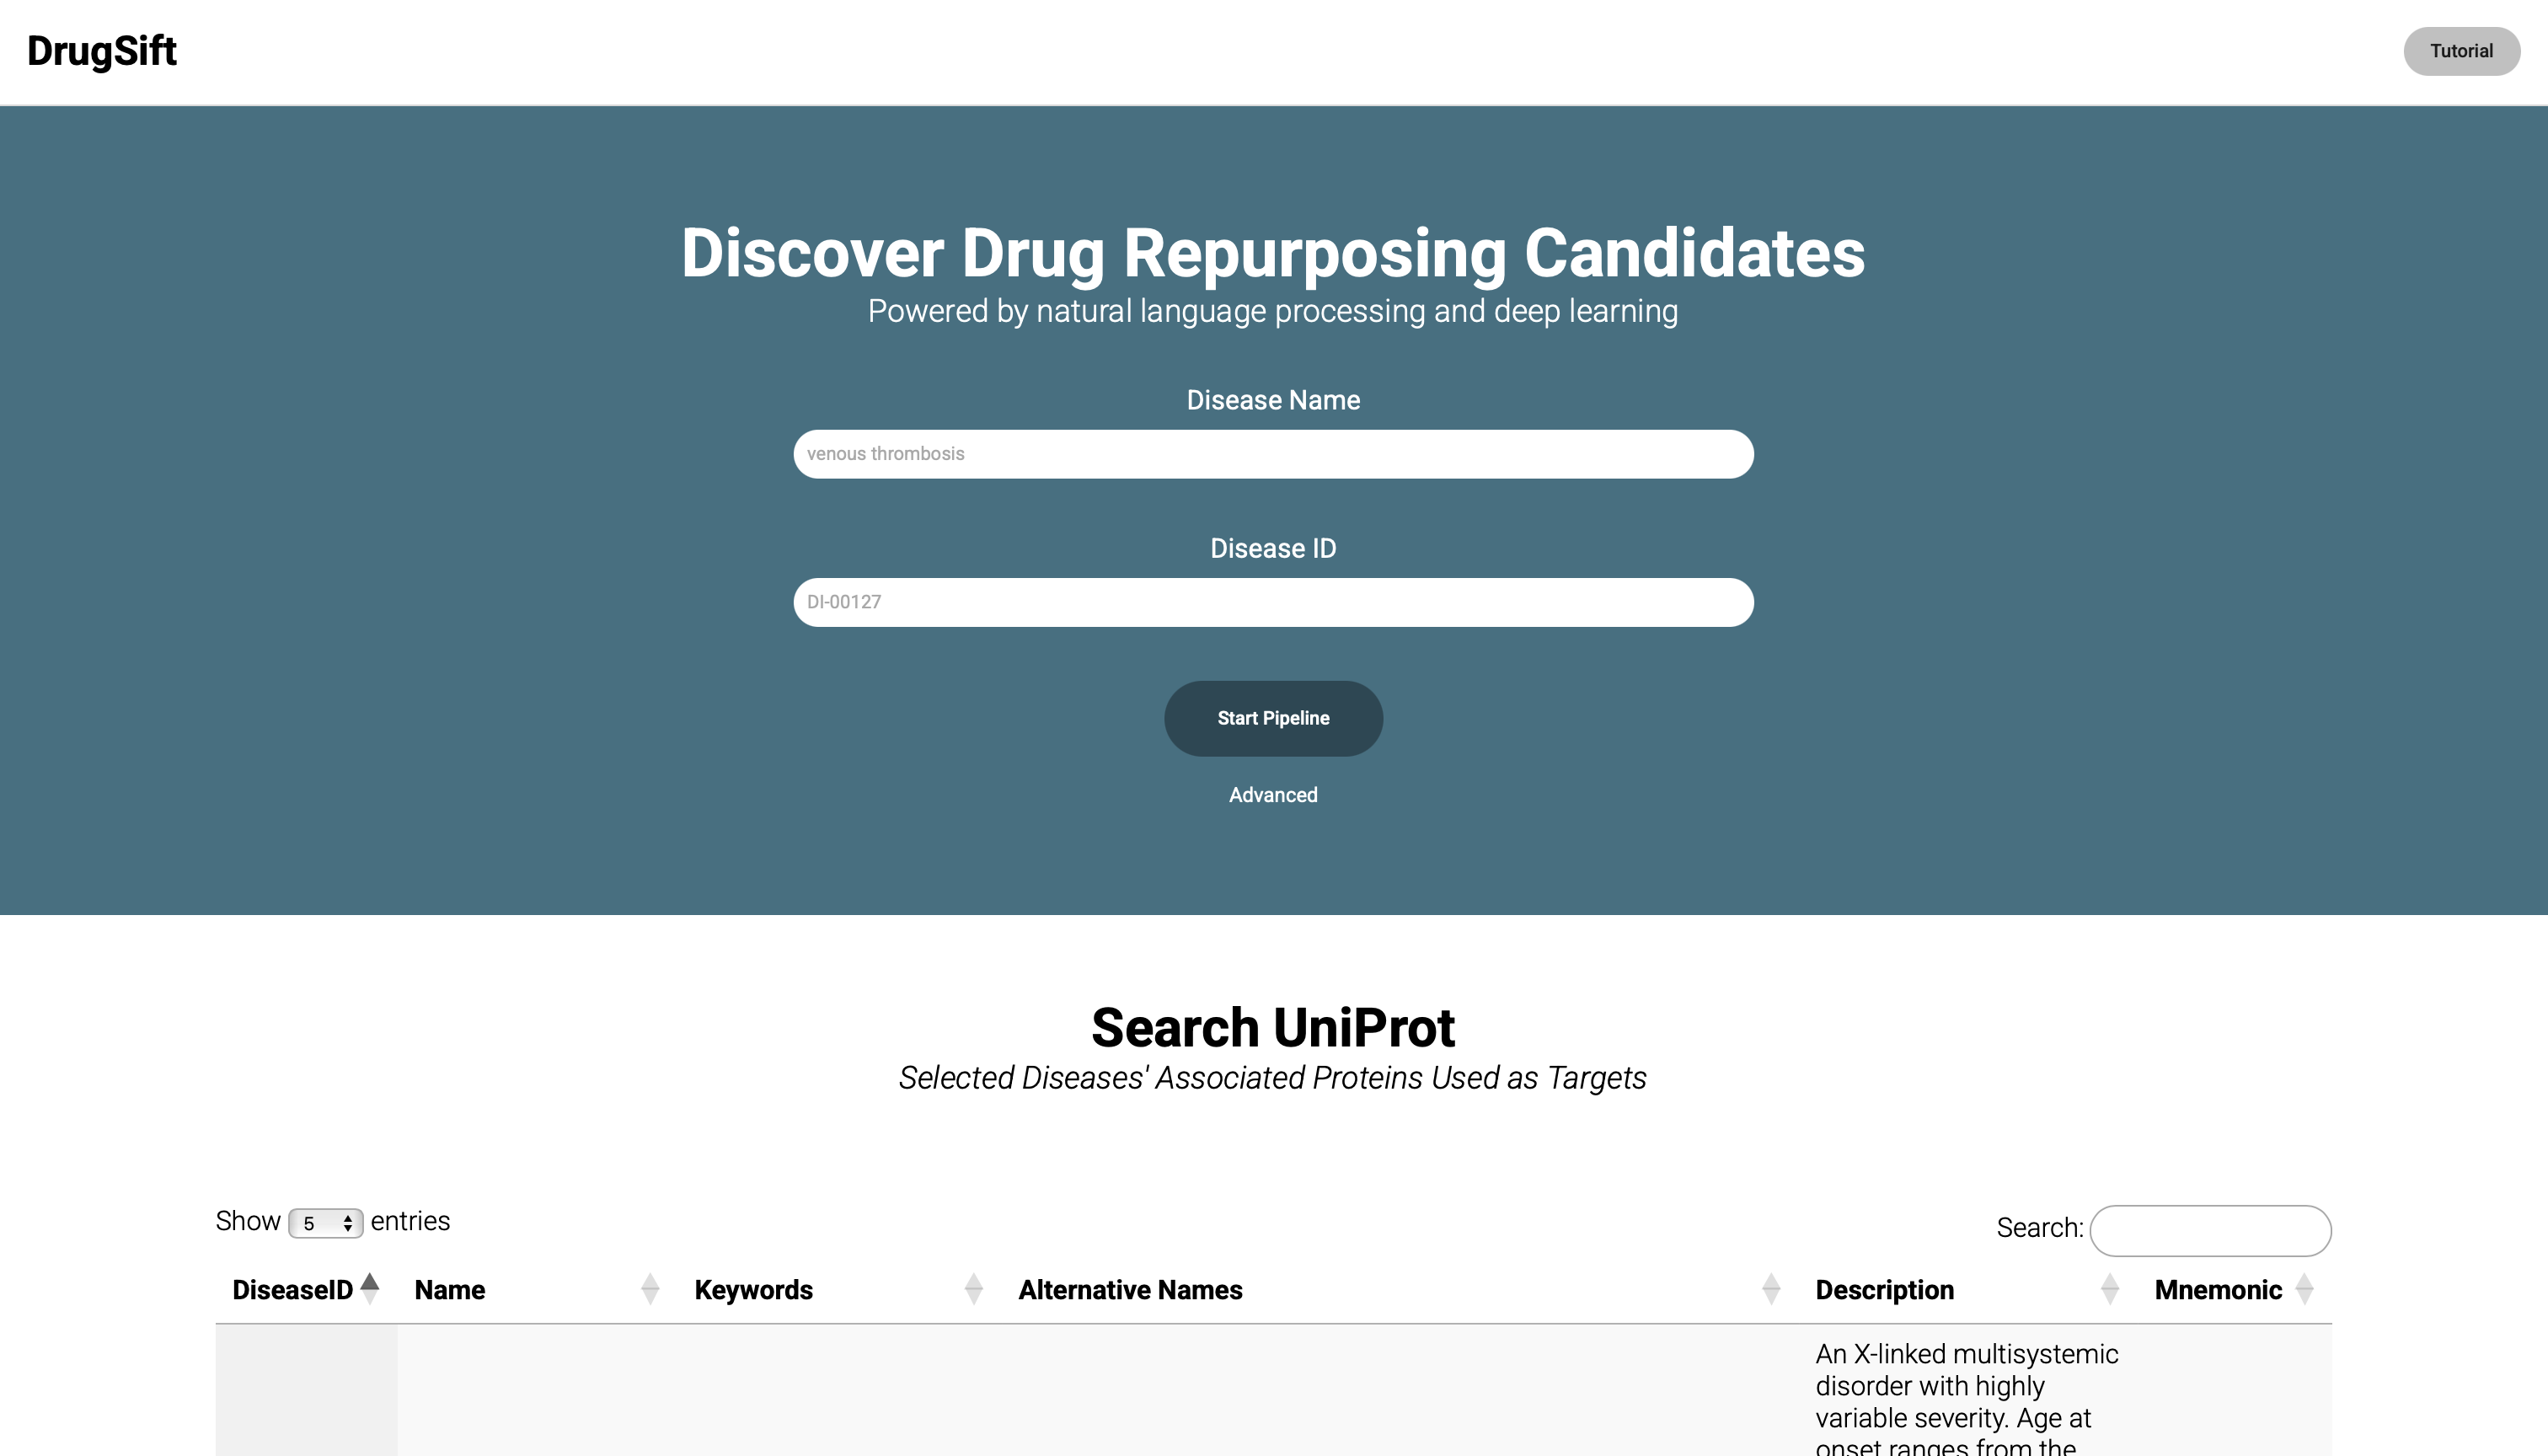 DrugSift
Tutorial
Discover Drug Repurposing Candidates
Powered by natural language processing and deep learning
Disease Name
venous thrombosis
Disease ID
DI-00127
Start Pipeline
Advanced
Search UniProt
Selected Diseases' Associated Proteins Used as Targets
Show 5 entries
Search:
DiseaseID Name Keywords Alternative Names Description Mnemonic
An X-linked multisystemic
disorder with highly
variable severity. Age at
onset ranges from the